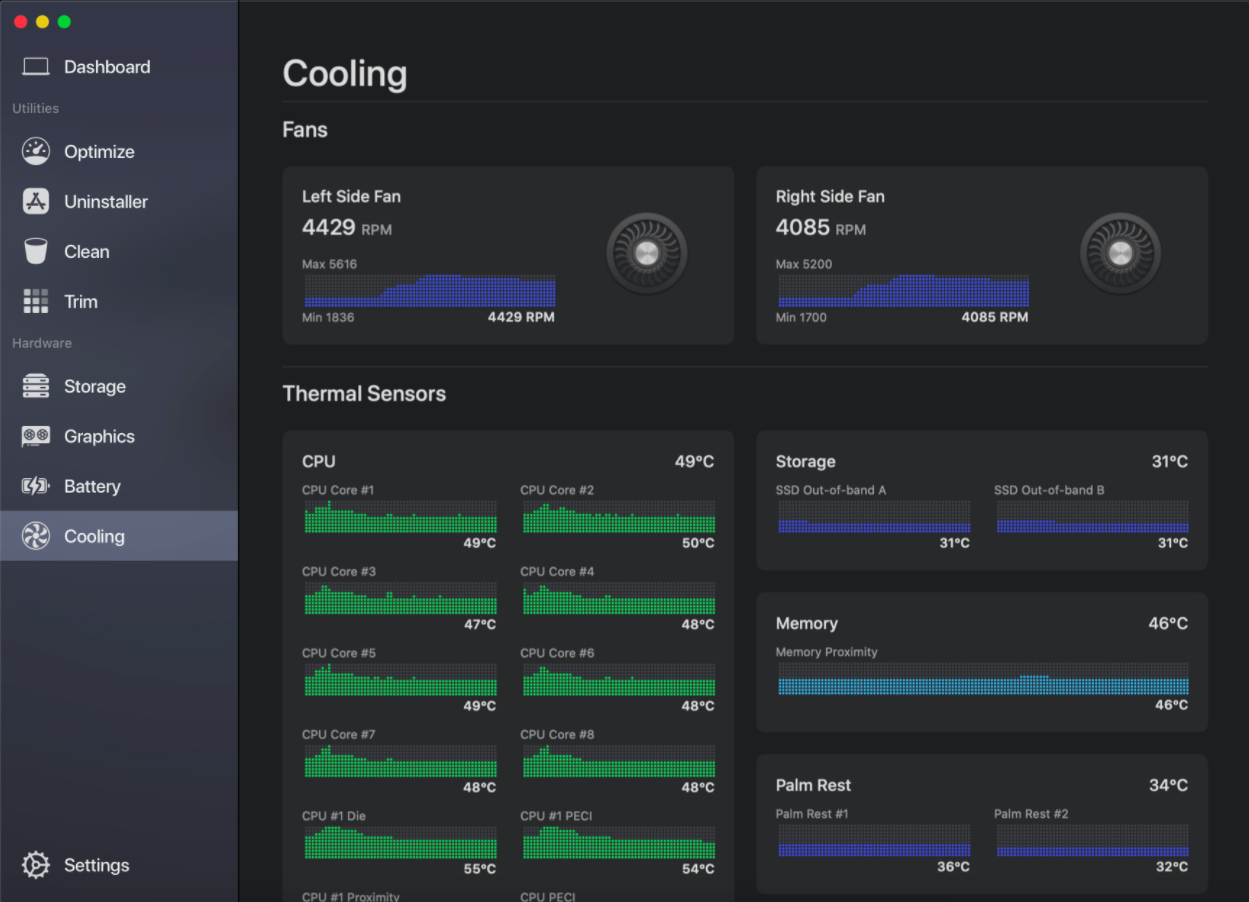 Dashboard
Utilities
Optimize
Uninstaller
Clean
Trim
Hardware
Storage
Graphics
Battery
Cooling
Settings
Cooling
Fans
Left Side Fan
4429 RPM
Max 5616
Min 1836
4429 RPM
Right Side Fan
4085 RPM
Max 5200
Min 1700
4085 RPM
Thermal Sensors
CPU 49°C
CPU Core #1
49°C
CPU Core #2
50°C
CPU Core #3
47°C
CPU Core #4
48°C
CPU Core #5
49°C
CPU Core #6
48°C
CPU Core #7
48°C
CPU Core #8
48°C
CPU #1 Die
55°C
CPU #1 PECI
54°C
CPU #1 Proximity
CPU PECI
Storage 31°C
SSD Out-of-band A
31°C
SSD Out-of-band B
31°C
Memory 46°C
Memory Proximity
46°C
Palm Rest 34°C
Palm Rest #1
36°C
Palm Rest #2
32°C